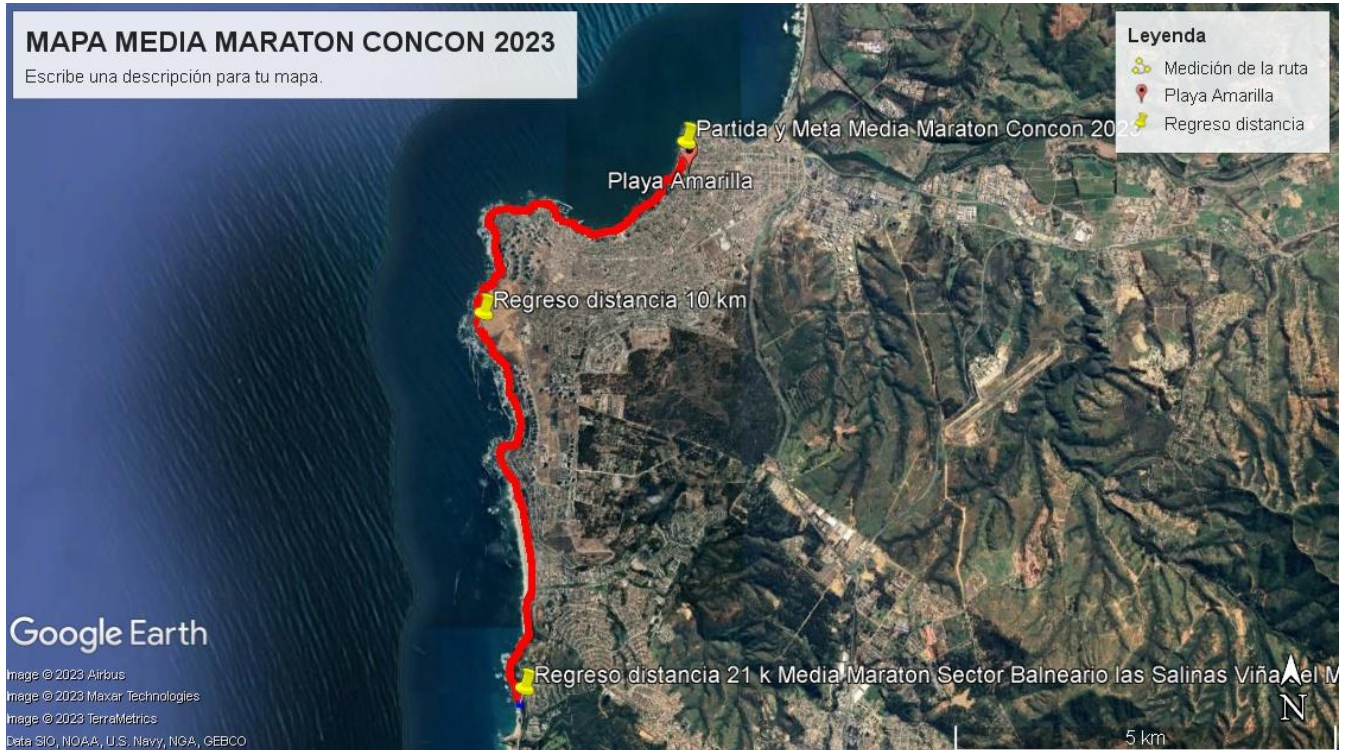 MAPA MEDIA MARATON CONCON 2023
Escribe una descripción para tu mapa.
Leyenda
Medición de la ruta
Playa Amarilla
Regreso distancia
Partida y Meta Media Maraton Concon 2023
Playa Amarilla
Regreso distancia 10 km
Regreso distancia 21 k Media Maraton Sector Balneario las Salinas Viña del M
Google Earth
Image © 2023 Airbus
Image © 2023 Maxar Technologies
Image © 2023 TerraMetrics
Data SIO, NOAA, U.S. Navy, NGA, GEBCO
N
5 km